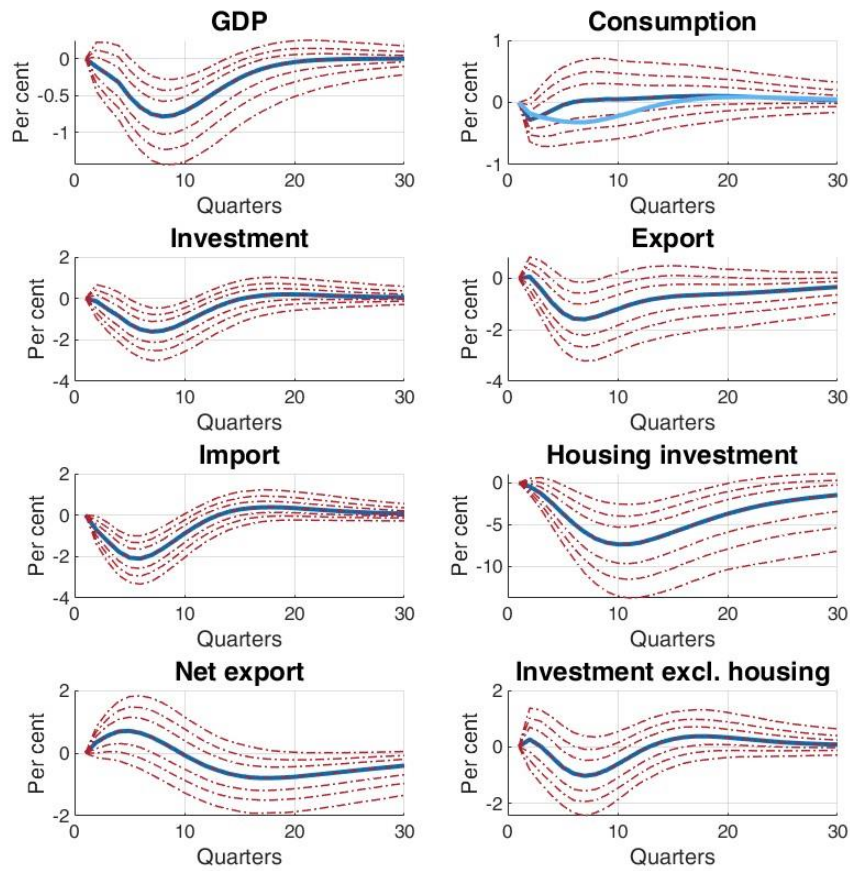 GDP
Per cent
0
-0.5
-1
0
10
20
30
Quarters
Consumption
Per cent
1
0
-1
0
10
20
30
Quarters
Investment
Per cent
2
0
-2
-4
0
10
20
30
Quarters
Export
Per cent
0
-2
-4
0
10
20
30
Quarters
Import
Per cent
2
0
-2
-4
0
10
20
30
Quarters
Housing investment
Per cent
0
-5
-10
0
10
20
30
Quarters
Net export
Per cent
2
0
-2
0
10
20
30
Quarters
Investment excl. housing
Per cent
2
0
-2
0
10
20
30
Quarters